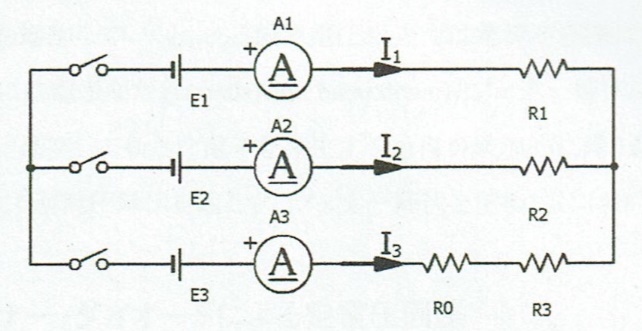 A1
+ A I₁
E1 R1
A2
+ A I₂
E2 R2
A3
+ A I₃
E3 R0 R3